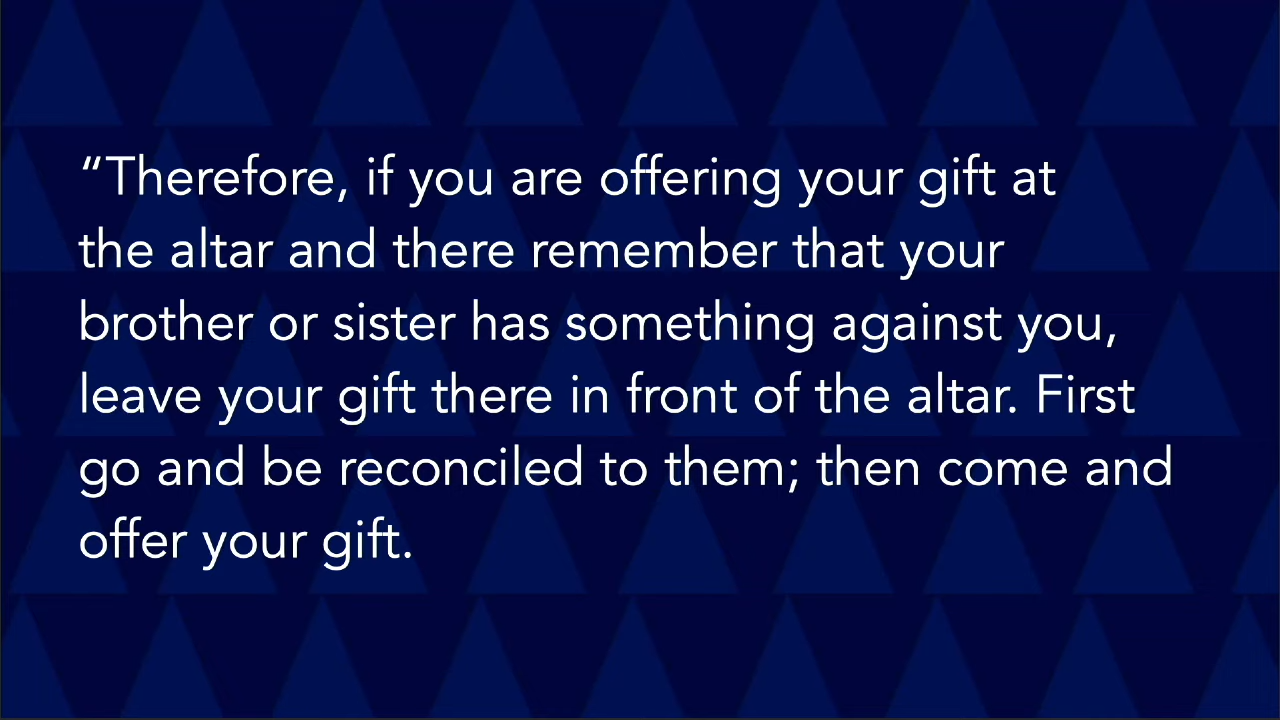 “Therefore, if you are offering your gift at
the altar and there remember that your
brother or sister has something against you,
leave your gift there in front of the altar. First
go and be reconciled to them; then come and
offer your gift.